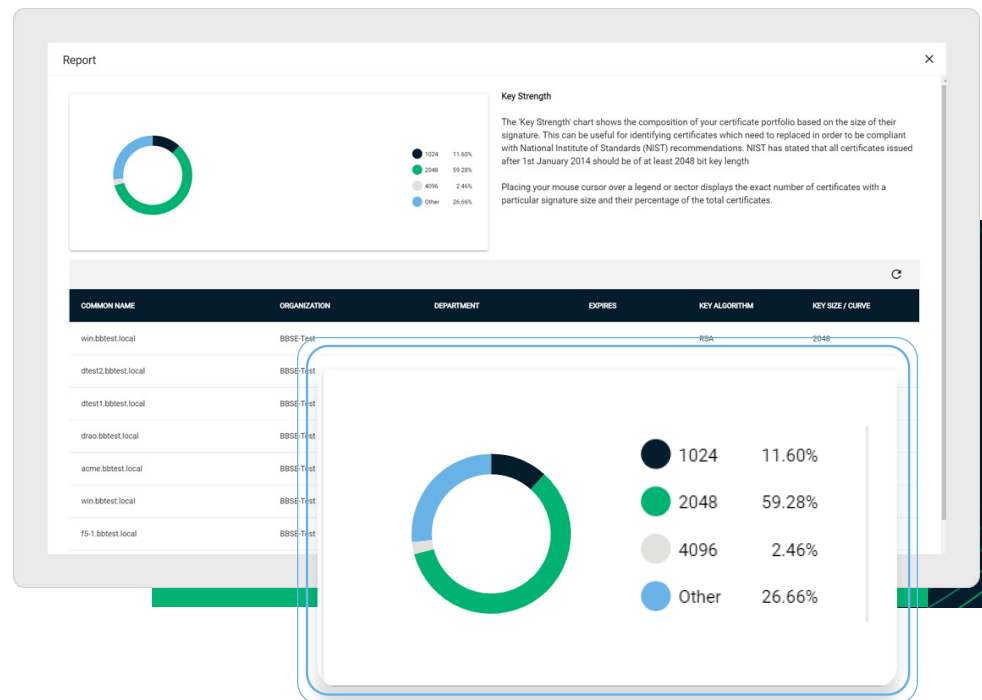 Report
Key Strength
The 'Key Strength' chart shows the composition of your certificate portfolio based on the size of their
signature. This can be useful for identifying certificates which need to replaced in order to be compliant
with National Institute of Standards (NIST) recommendations. NIST has stated that all certificates issued
after 1st January 2014 should be of at least 2048 bit key length
Placing your mouse cursor over a legend or sector displays the exact number of certificates with a
particular signature size and their percentage of the total certificates.
1024 11.60%
2048 59.28%
4096 2.46%
Other 26.66%
COMMON NAME ORGANIZATION DEPARTMENT EXPIRES KEY ALGORITHM KEY SIZE / CURVE
win.bbtest.local BBSE-Test RSA 2048
dtest2.bbtest.local BBSE-Test
dtest1.bbtest.local BBSE-Test
drao.bbtest.local BBSE-Test
acme.bbtest.local BBSE-Test
win.bbtest.local BBSE-Test
f5-1.bbtest.local BBSE-Test
1024 11.60%
2048 59.28%
4096 2.46%
Other 26.66%